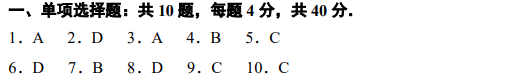 一、单项选择题：共 10 题，每题 4 分，共 40 分．
1．A 2．D 3．A 4．B 5．C
6．D 7．B 8．D 9．C 10．C